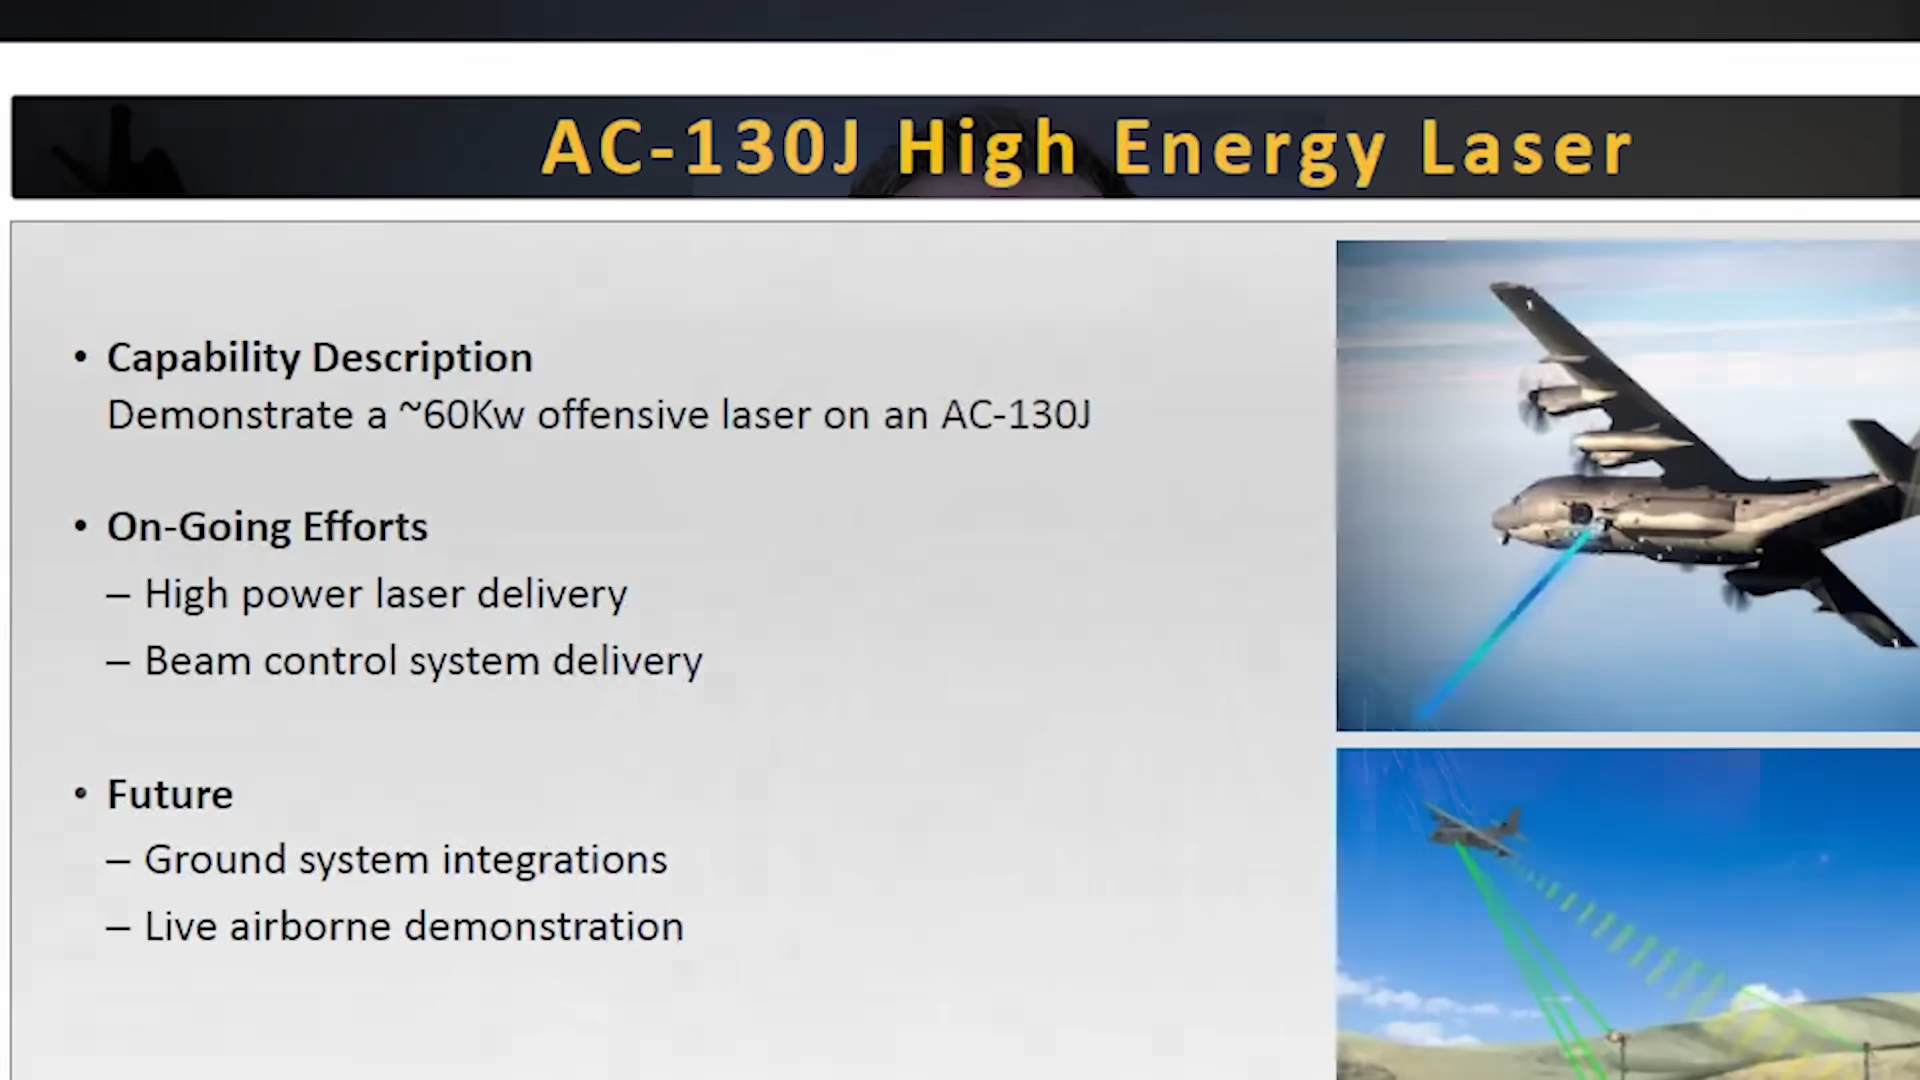 AC-130J High Energy Laser
• Capability Description
Demonstrate a ~60Kw offensive laser on an AC-130J
• On-Going Efforts
– High power laser delivery
– Beam control system delivery
• Future
– Ground system integrations
– Live airborne demonstration